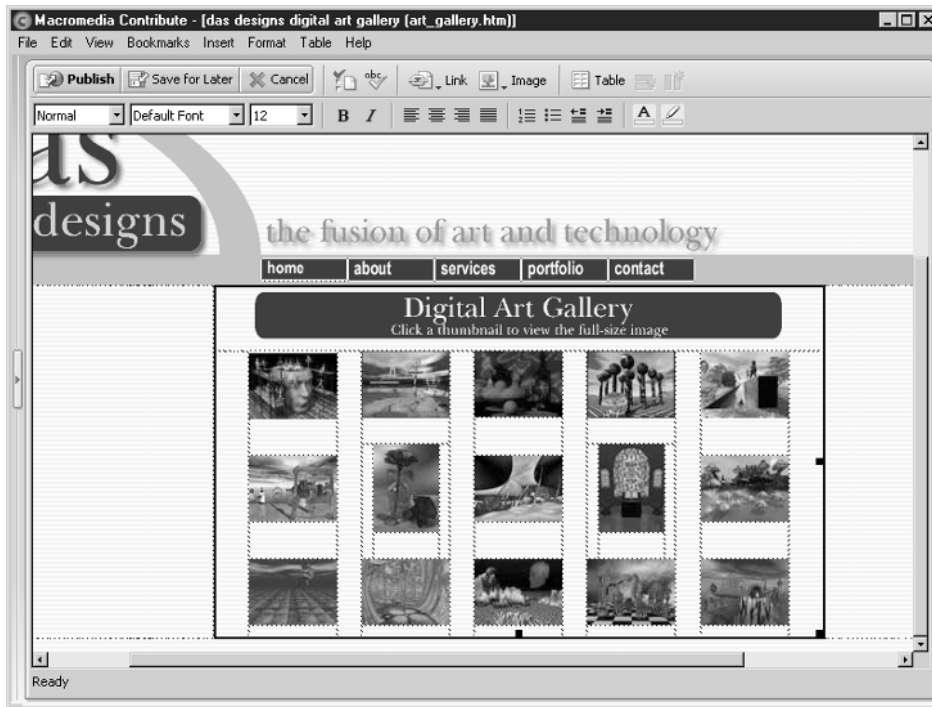 Macromedia Contribute - [das designs digital art gallery (art_gallery.htm)]
File Edit View Bookmarks Insert Format Table Help
Publish Save for Later Cancel abc Link Image Table
Normal Default Font 12 B I A
as
designs
the fusion of art and technology
home about services portfolio contact
Digital Art Gallery
Click a thumbnail to view the full-size image
Ready